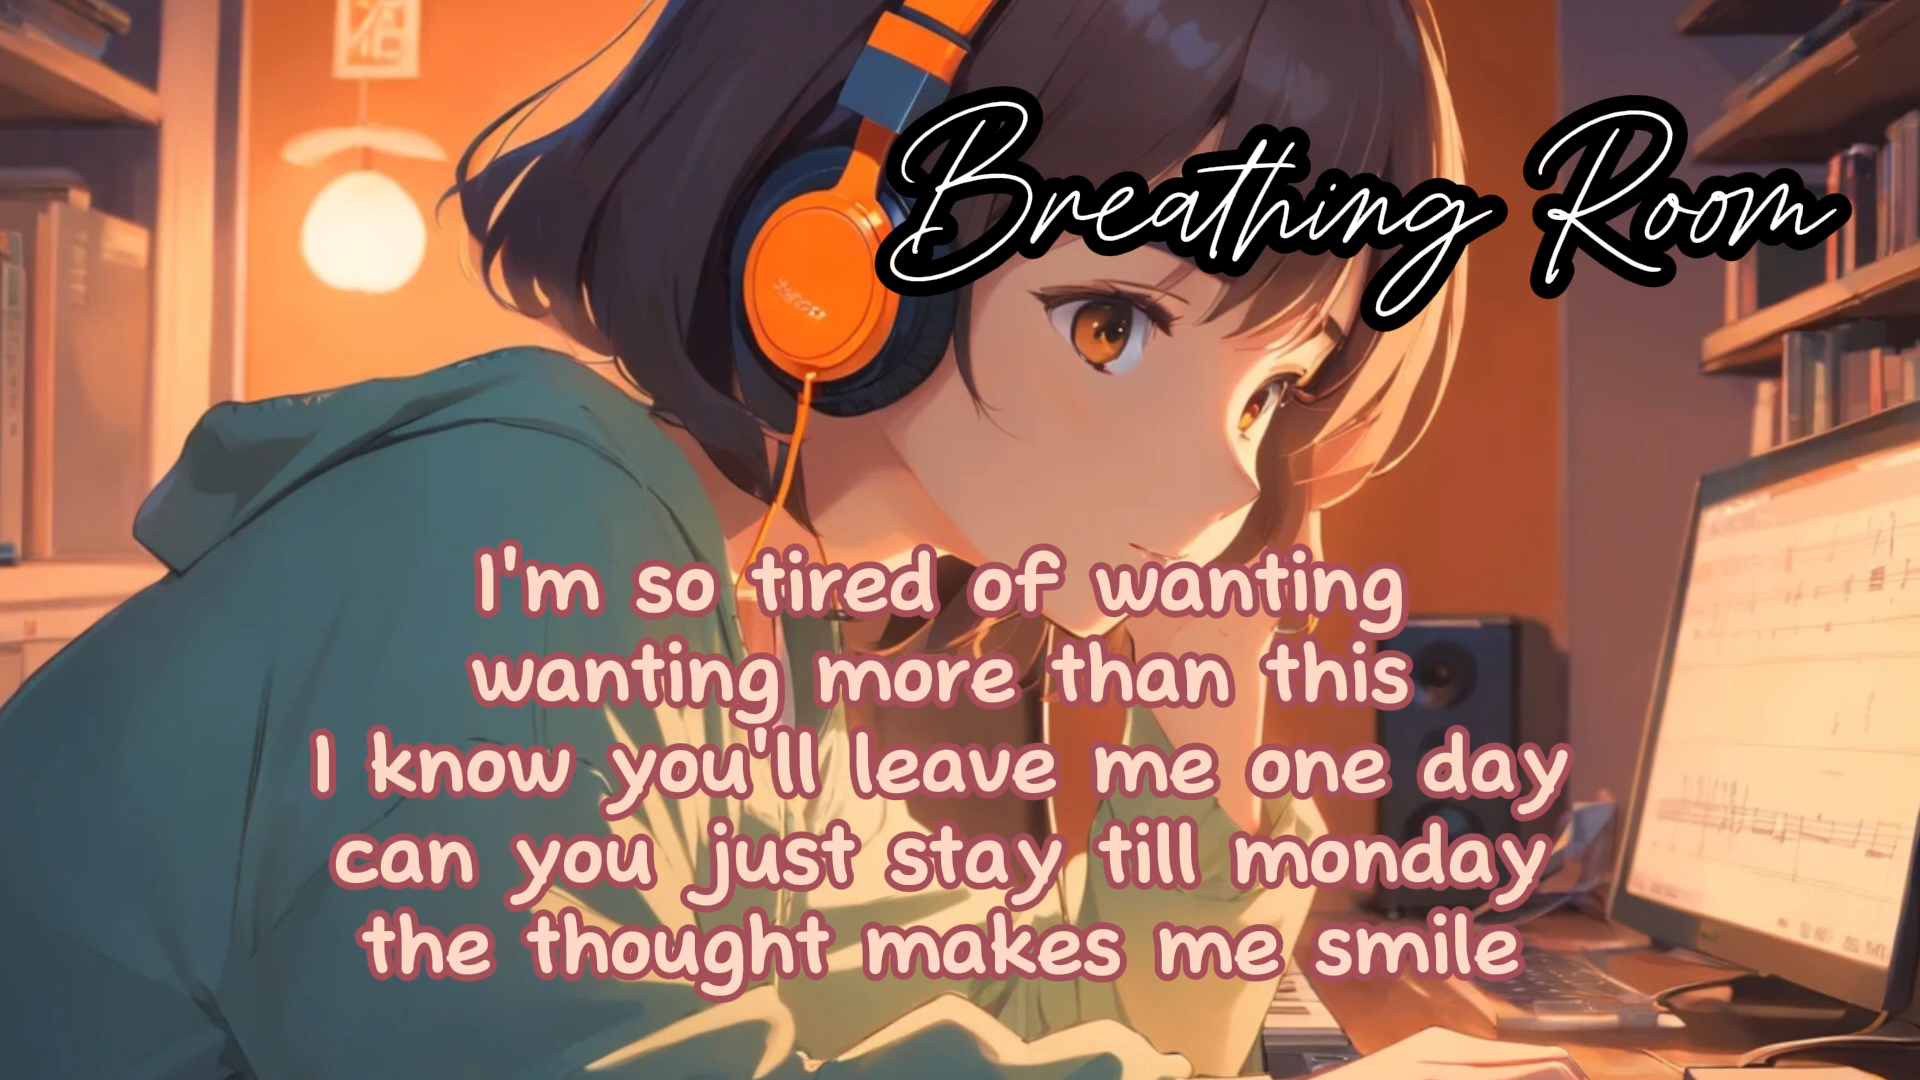 Breathing Room
I'm so tired of wanting
wanting more than this
I know you'll leave me one day
can you just stay till monday
the thought makes me smile